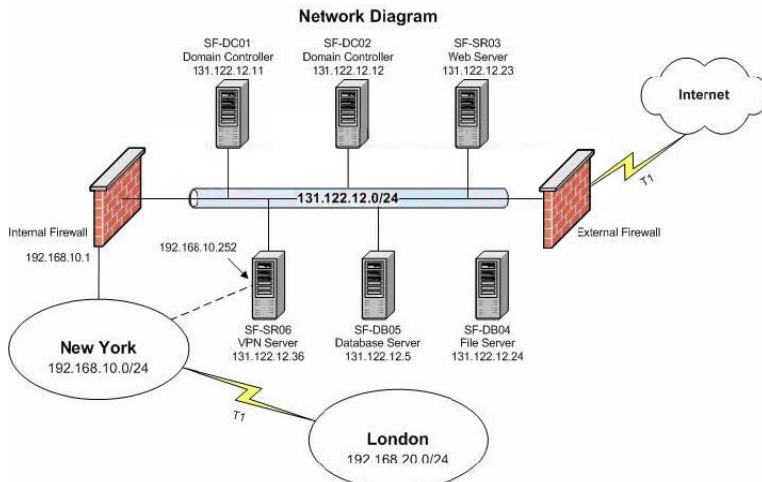 Network Diagram
SF-DC01
Domain Controller
131.122.12.11
SF-DC02
Domain Controller
131.122.12.12
SF-SR03
Web Server
131.122.12.23
Internet
T1
131.122.12.0/24
Internal Firewall
192.168.10.1
External Firewall
192.168.10.252
SF-SR06
VPN Server
131.122.12.36
SF-DB05
Database Server
131.122.12.5
SF-DB04
File Server
131.122.12.24
New York
192.168.10.0/24
T1
London
192.168.20.0/24